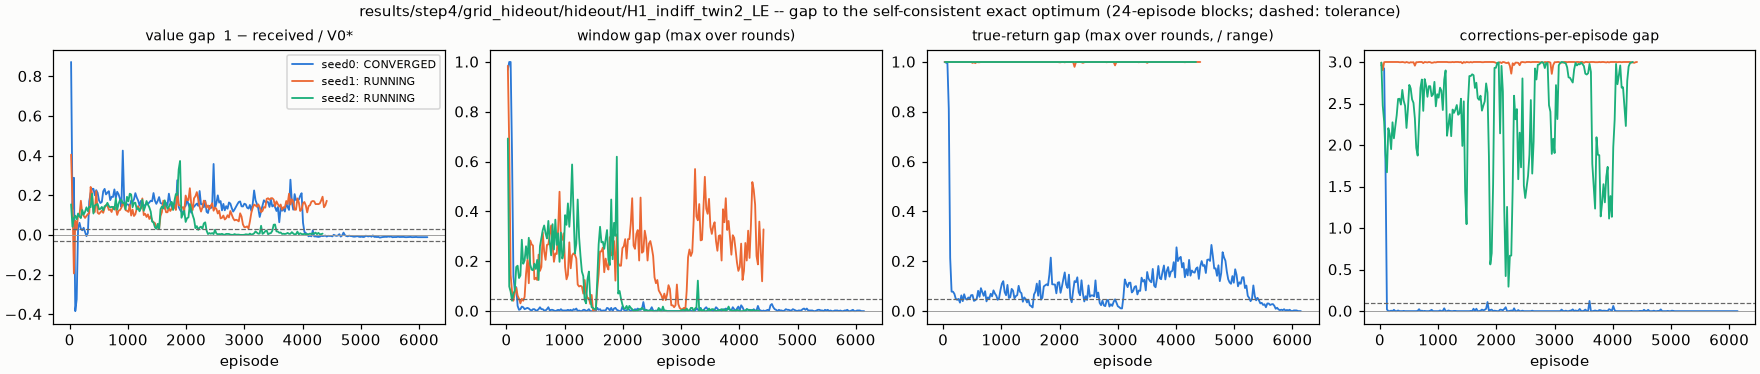 results/step4/grid_hideout/hideout/H1_indiff_twin2_LE -- gap to the self-consistent exact optimum (24-episode blocks; dashed: tolerance)
value gap 1 − received / V0*
seed0: CONVERGED
seed1: RUNNING
seed2: RUNNING
0.8
0.6
0.4
0.2
0.0
−0.2
−0.4
0 1000 2000 3000 4000 5000 6000
episode
window gap (max over rounds)
1.0
0.8
0.6
0.4
0.2
0.0
0 1000 2000 3000 4000 5000 6000
episode
true-return gap (max over rounds, / range)
1.0
0.8
0.6
0.4
0.2
0.0
0 1000 2000 3000 4000 5000 6000
episode
corrections-per-episode gap
3.0
2.5
2.0
1.5
1.0
0.5
0.0
0 1000 2000 3000 4000 5000 6000
episode